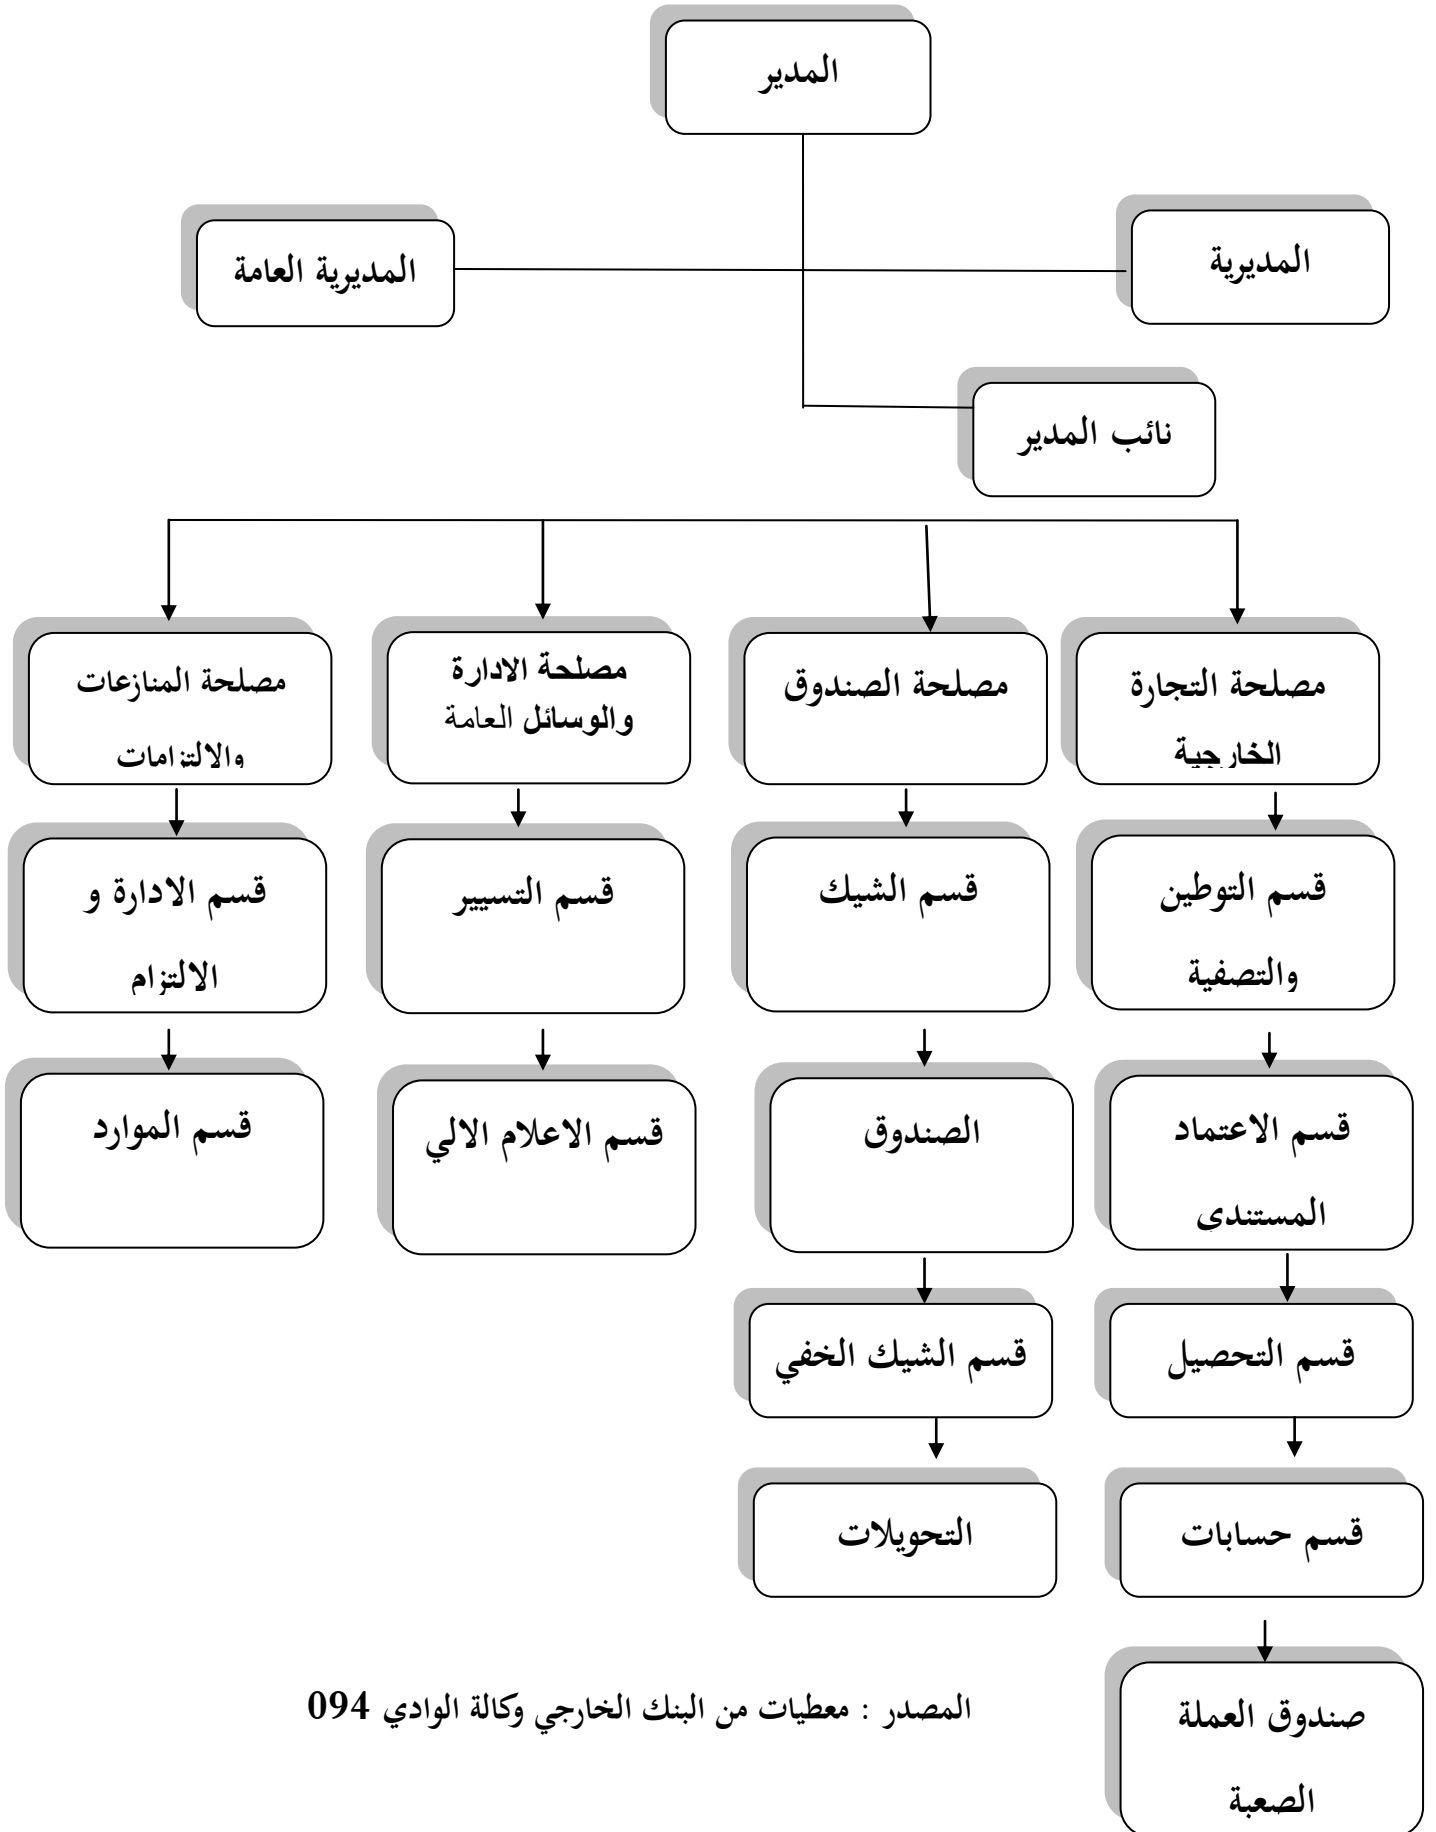 المدير
المديرية
المديرية العامة
نائب المدير
مصلحة التجارة
الخارجية
مصلحة الصندوق
مصلحة الادارة
والوسائل العامة
مصلحة المنازعات
والالتزامات
قسم التوطين
والتصفية
قسم الشيك
قسم التسيير
قسم الادارة و
الالتزام
قسم الاعتماد
المستندى
الصندوق
قسم الاعلام الالي
قسم الموارد
قسم التحصيل
قسم الشيك الخفي
قسم حسابات
التحويلات
صندوق العملة
الصعبة
المصدر : معطيات من البنك الخارجي وكالة الوادي 094